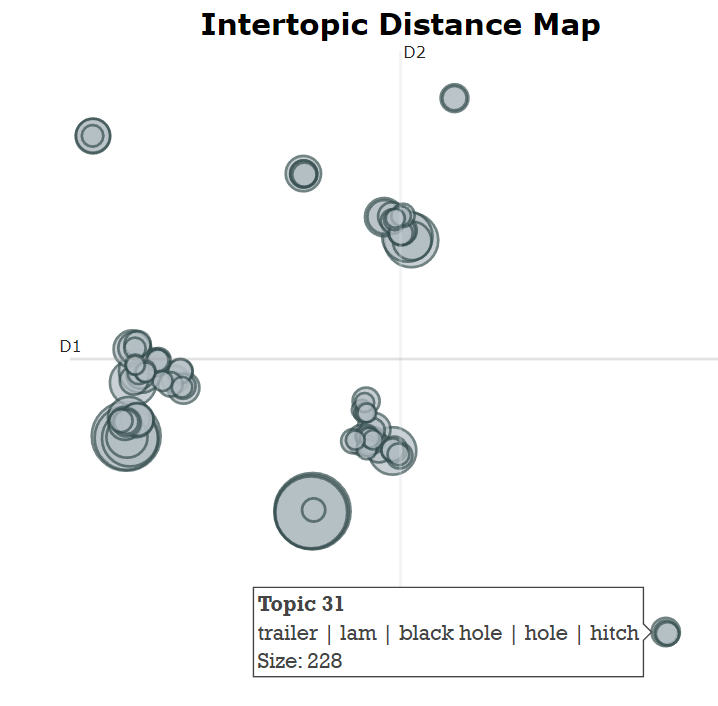 Intertopic Distance Map
D2
D1
Topic 31
trailer | lam | black hole | hole | hitch
Size: 228